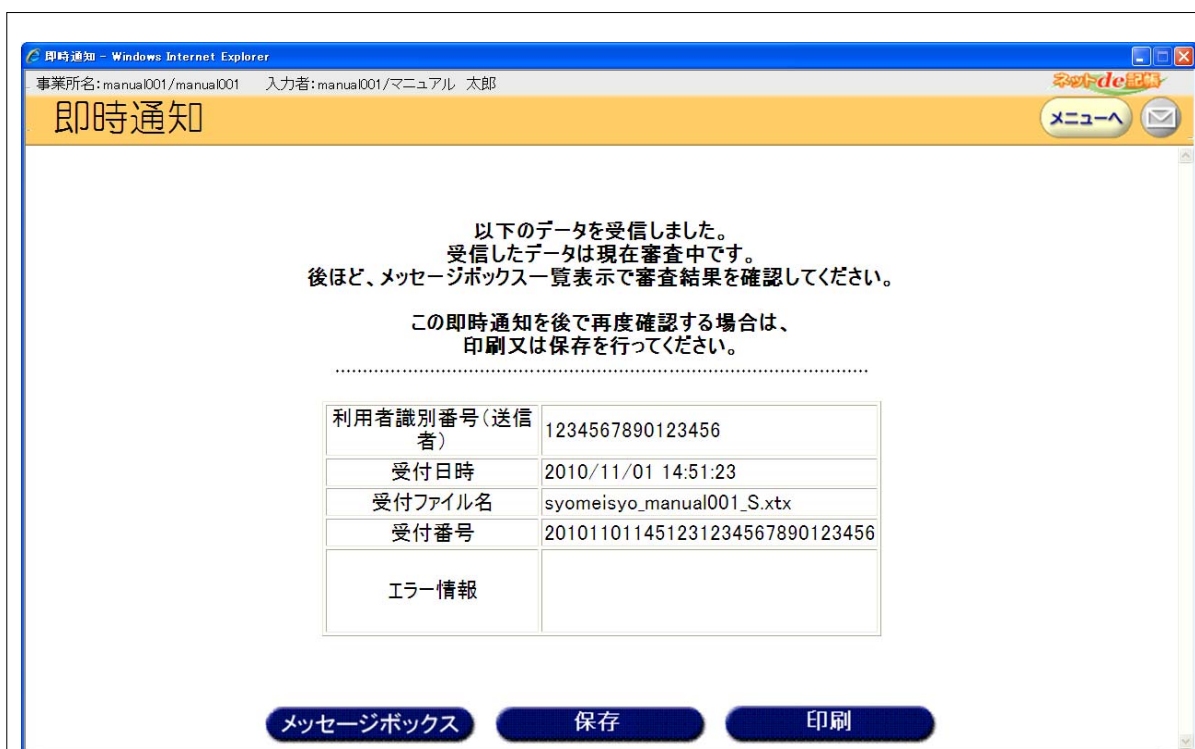 即時通知 - Windows Internet Explorer
事業所名:manual001/manual001 入力者:manual001/マニュアル 太郎
ネットde記帳
即時通知
メニューへ
以下のデータを受信しました。
受信したデータは現在審査中です。
後ほど、メッセージボックス一覧表示で審査結果を確認してください。
この即時通知を後で再度確認する場合は、
印刷又は保存を行ってください。
利用者識別番号(送信
者)
1234567890123456
受付日時 2010/11/01 14:51:23
受付ファイル名 syomeisyo_manual001_S.xtx
受付番号 201011011451231234567890123456
エラー情報
メッセージボックス 保存 印刷